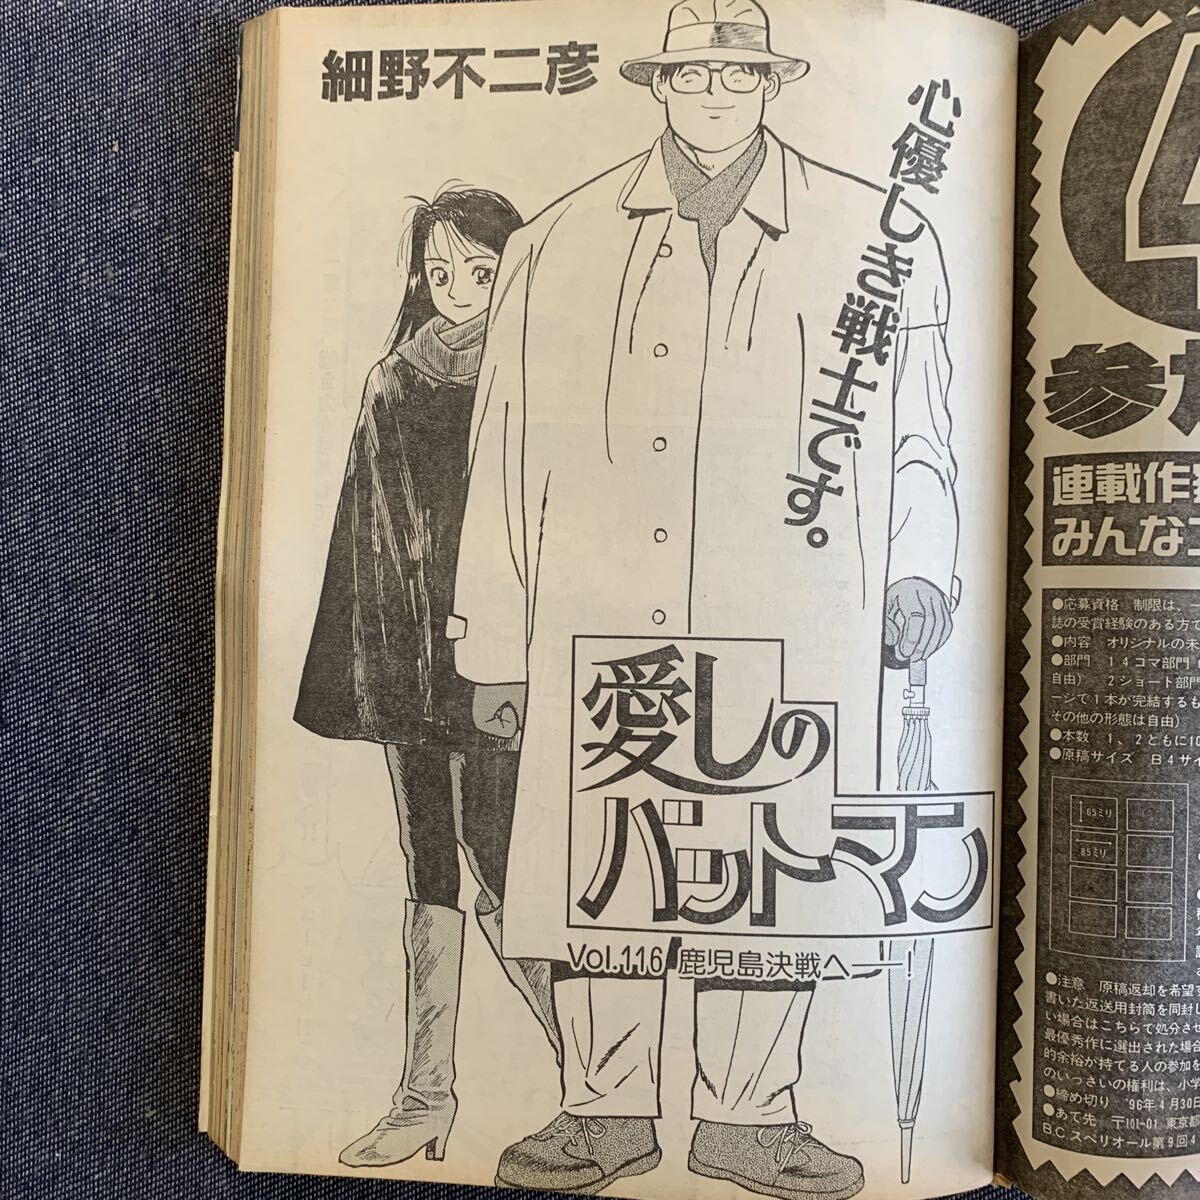 細野不二彦
心優しき戦士です。
愛しの
バットマン
Vol.116 鹿児島決戦へ──!
4
参加
連載作家
みんなプ
●応募資格 制限は、
誌の受賞経験のある方で
●内容 オリジナルの未
●部門 1 4コマ部門
自由) 2ショート部門
ージで1本が完結するも
その他の形態は自由)
●本数 1、2ともに10
●原稿サイズ B4サイ
65ミリ
85ミリ
●注意 原稿返却を希望す
書いた返送用封筒を同封し
い場合はこちらで処分させ
最優秀作に選出された場合
的余裕が持てる人の参加を
のいっさいの権利は、小学
●締め切り '96年4月30日
●あて先 〒101-01 東京都
B.C.スペリオール第9回4